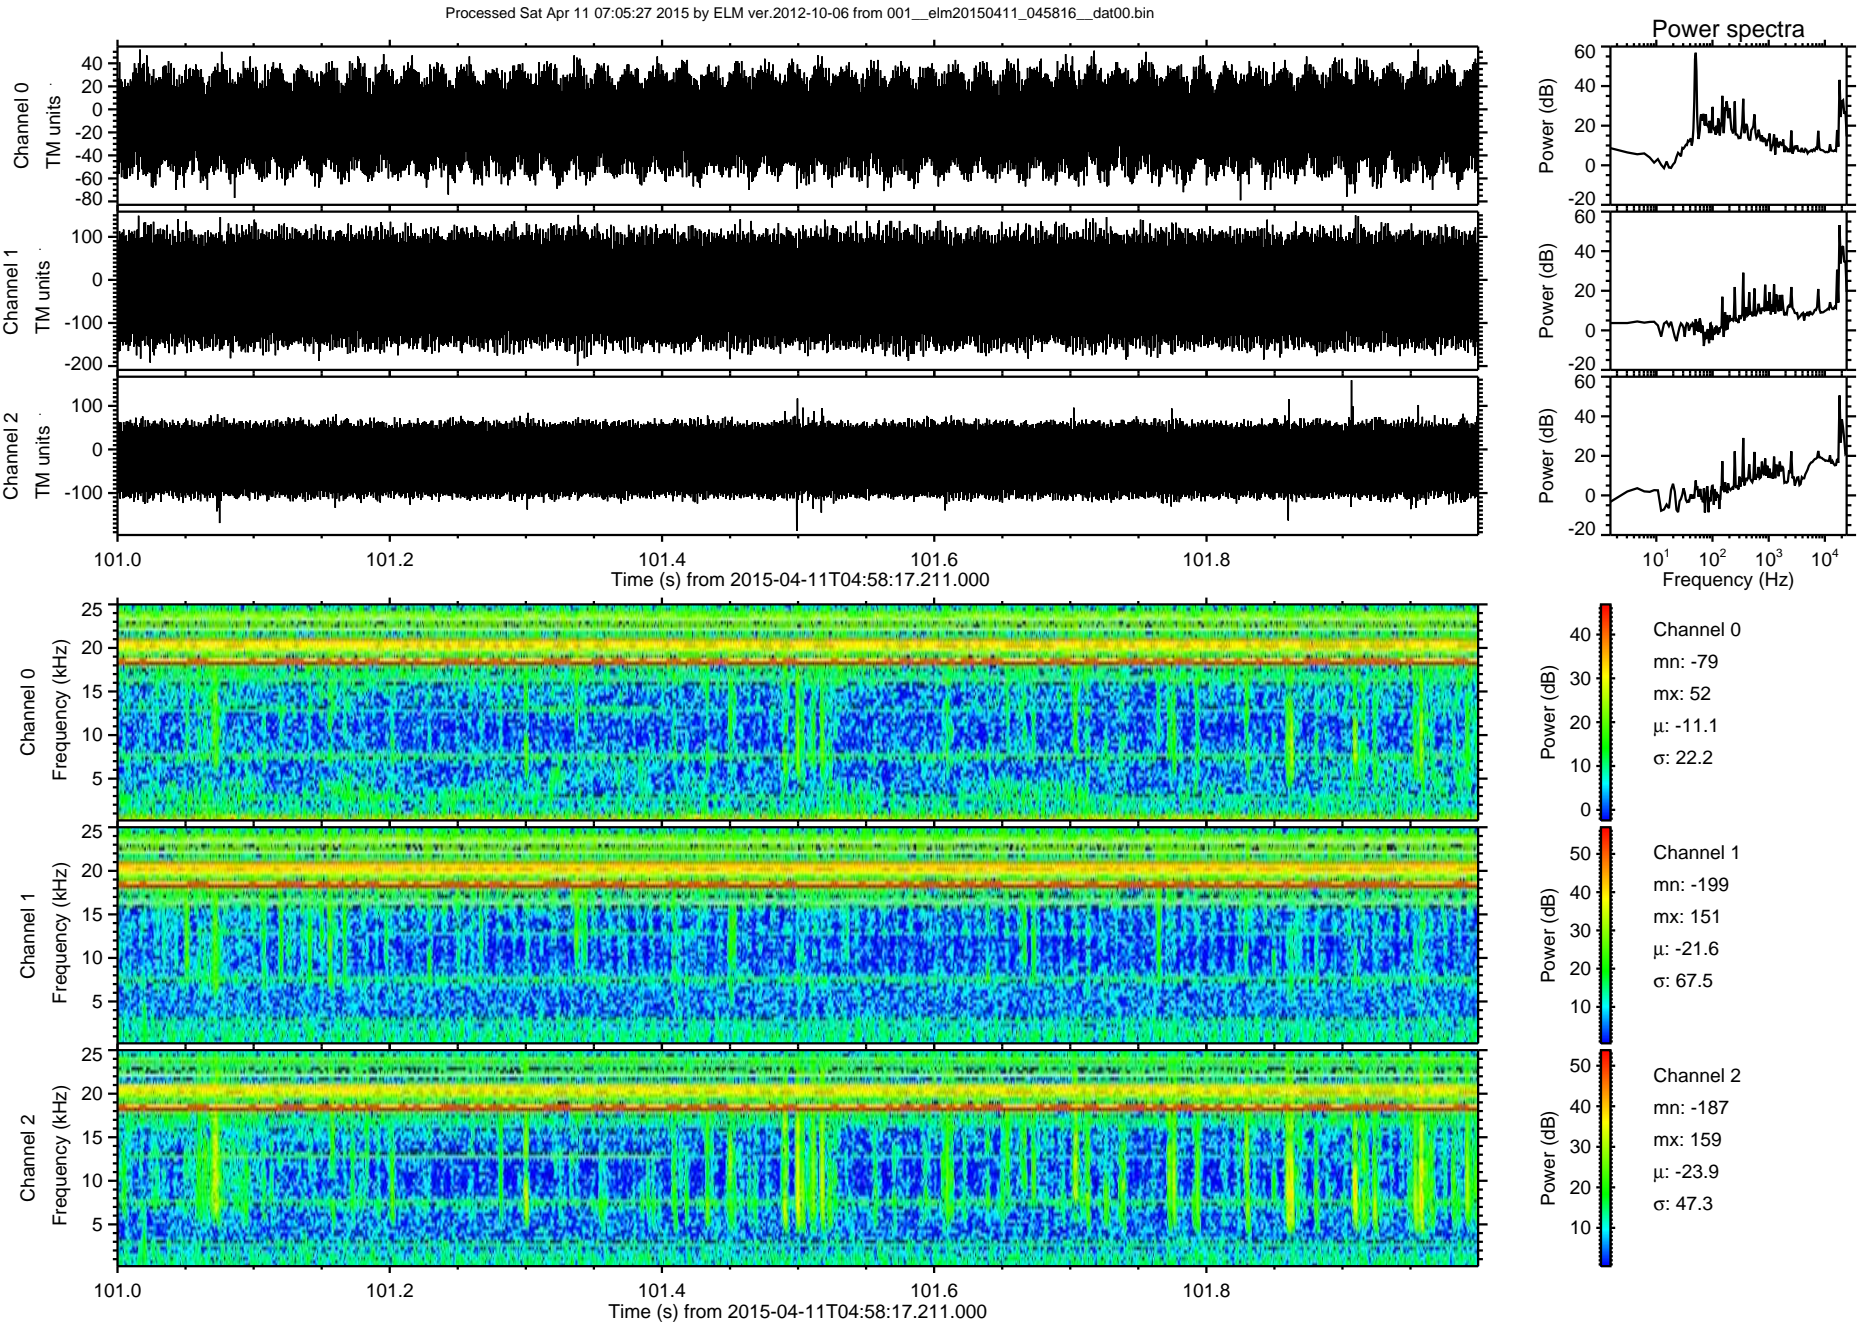 Processed Sat Apr 11 07:05:27 2015 by ELM ver.2012-10-06 from 001__elm20150411_045816__dat00.bin
Power spectra
Channel 0
TM units
40
20
0
-20
-40
-60
-80
Power (dB)
60
40
20
0
-20
Channel 1
TM units
100
0
-100
-200
Power (dB)
60
40
20
0
-20
Channel 2
TM units
100
0
-100
Power (dB)
60
40
20
0
-20
101.0 101.2 101.4 101.6 101.8
Time (s) from 2015-04-11T04:58:17.211.000
10^1 10^2 10^3 10^4
Frequency (Hz)
Channel 0
Frequency (kHz)
25
20
15
10
5
Power (dB)
40
30
20
10
0
Channel 0
mn: -79
mx: 52
μ: -11.1
σ: 22.2
Channel 1
Frequency (kHz)
25
20
15
10
5
Power (dB)
50
40
30
20
10
Channel 1
mn: -199
mx: 151
μ: -21.6
σ: 67.5
Channel 2
Frequency (kHz)
25
20
15
10
5
Power (dB)
50
40
30
20
10
Channel 2
mn: -187
mx: 159
μ: -23.9
σ: 47.3
101.0 101.2 101.4 101.6 101.8
Time (s) from 2015-04-11T04:58:17.211.000